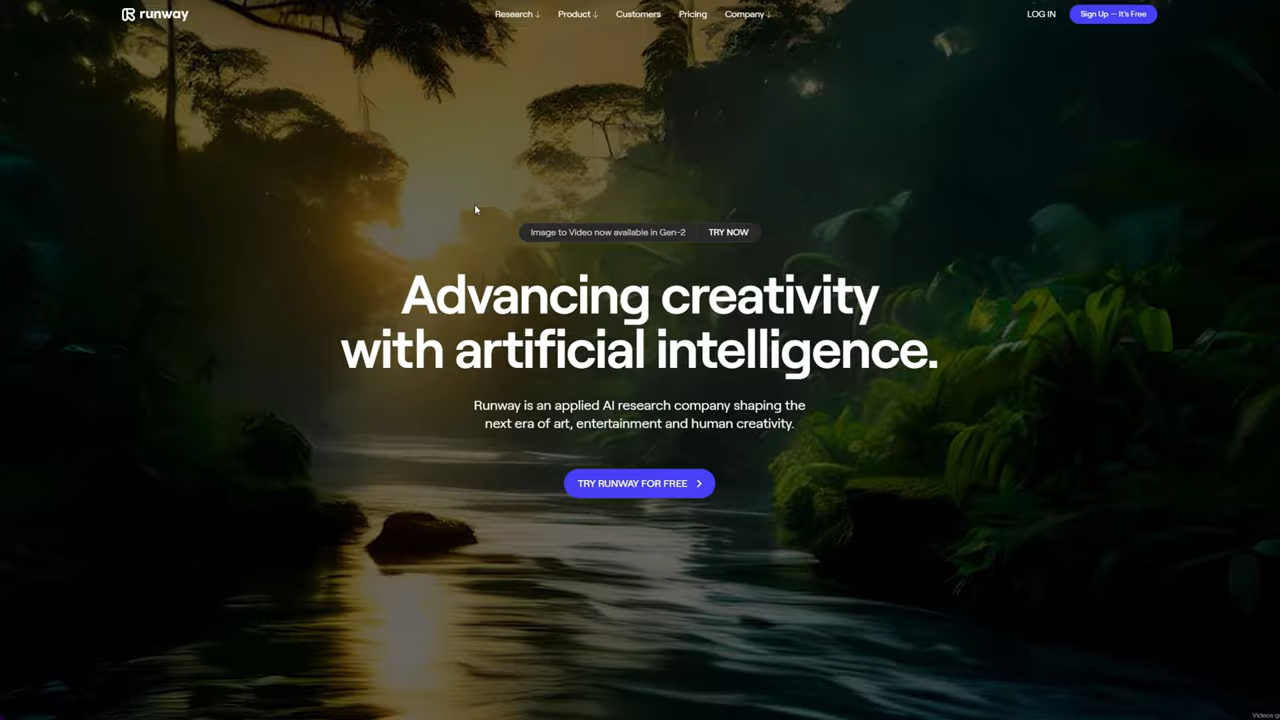 runway
Research ↓ Product ↓ Customers Pricing Company ↓
LOG IN
Sign Up — It's Free
Image to Video now available in Gen-2 TRY NOW
Advancing creativity
with artificial intelligence.
Runway is an applied AI research company shaping the
next era of art, entertainment and human creativity.
TRY RUNWAY FOR FREE
Videos